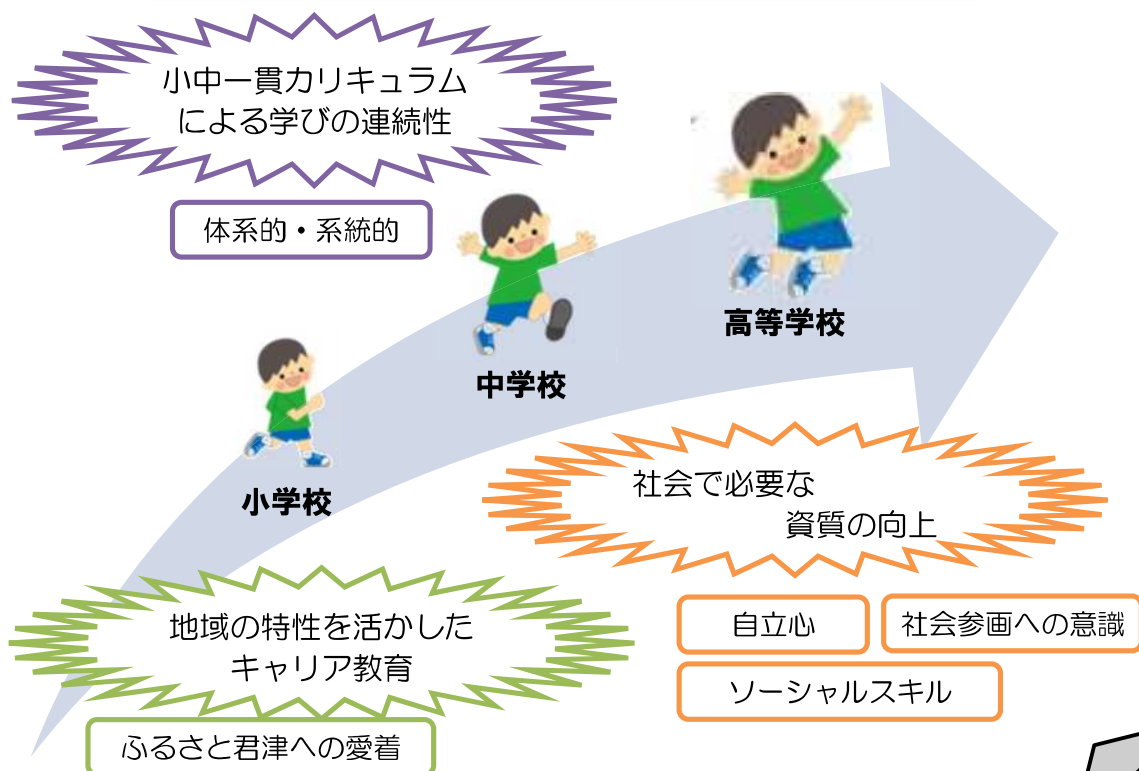 小中一貫カリキュラム
による学びの連続性
体系的・系統的
高等学校
中学校
小学校
社会で必要な
資質の向上
自立心
社会参画への意識
ソーシャルスキル
地域の特性を活かした
キャリア教育
ふるさと君津への愛着